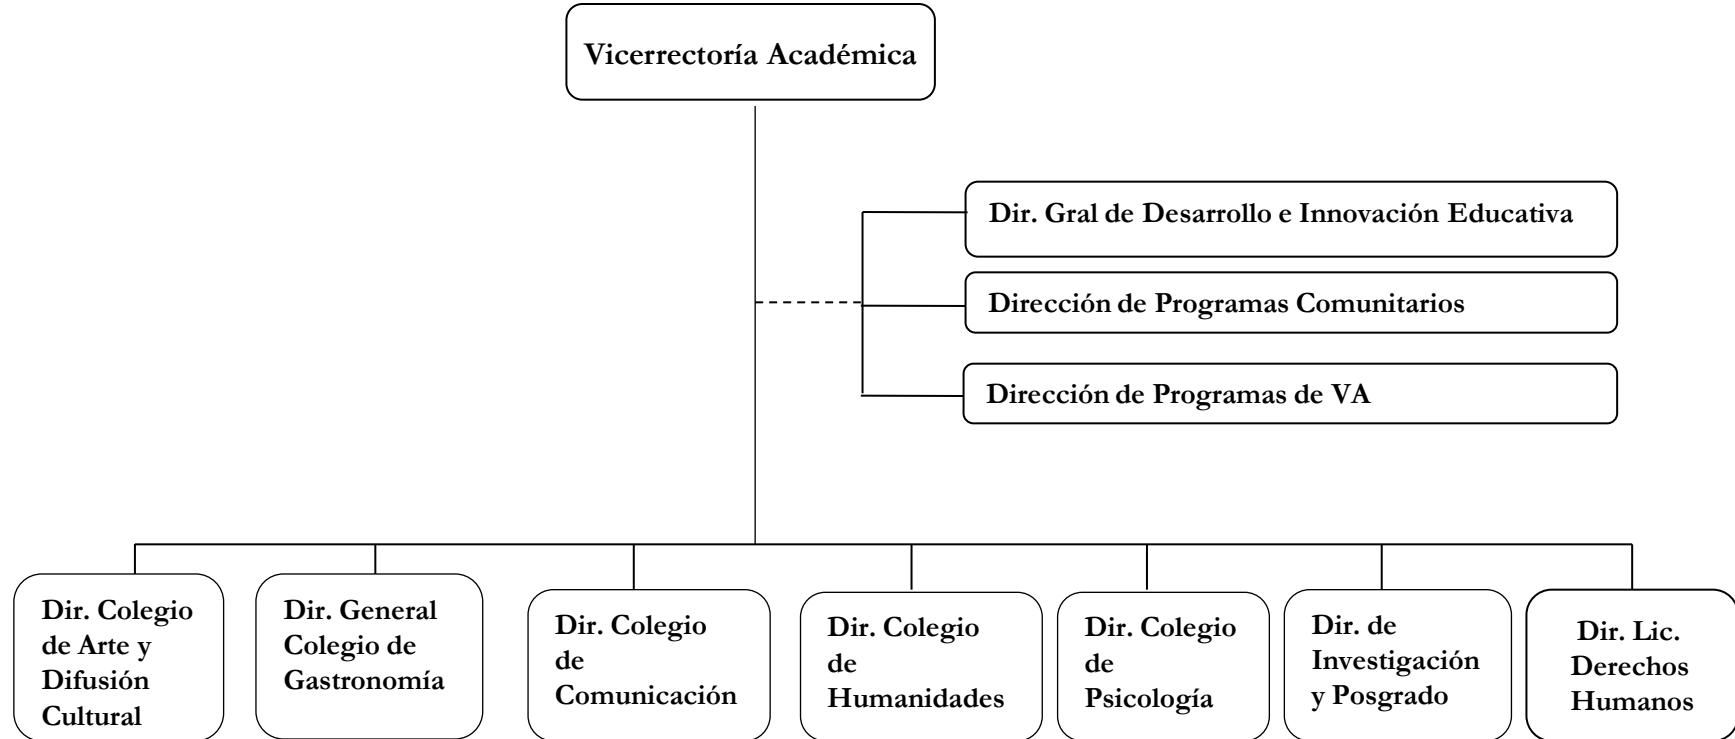 Vicerrectoría Académica
Dir. Gral de Desarrollo e Innovación Educativa
Dirección de Programas Comunitarios
Dirección de Programas de VA
Dir. Colegio
de Arte y
Difusión
Cultural
Dir. General
Colegio de
Gastronomía
Dir. Colegio
de
Comunicación
Dir. Colegio
de
Humanidades
Dir. Colegio
de
Psicología
Dir. de
Investigación
y Posgrado
Dir. Lic.
Derechos
Humanos